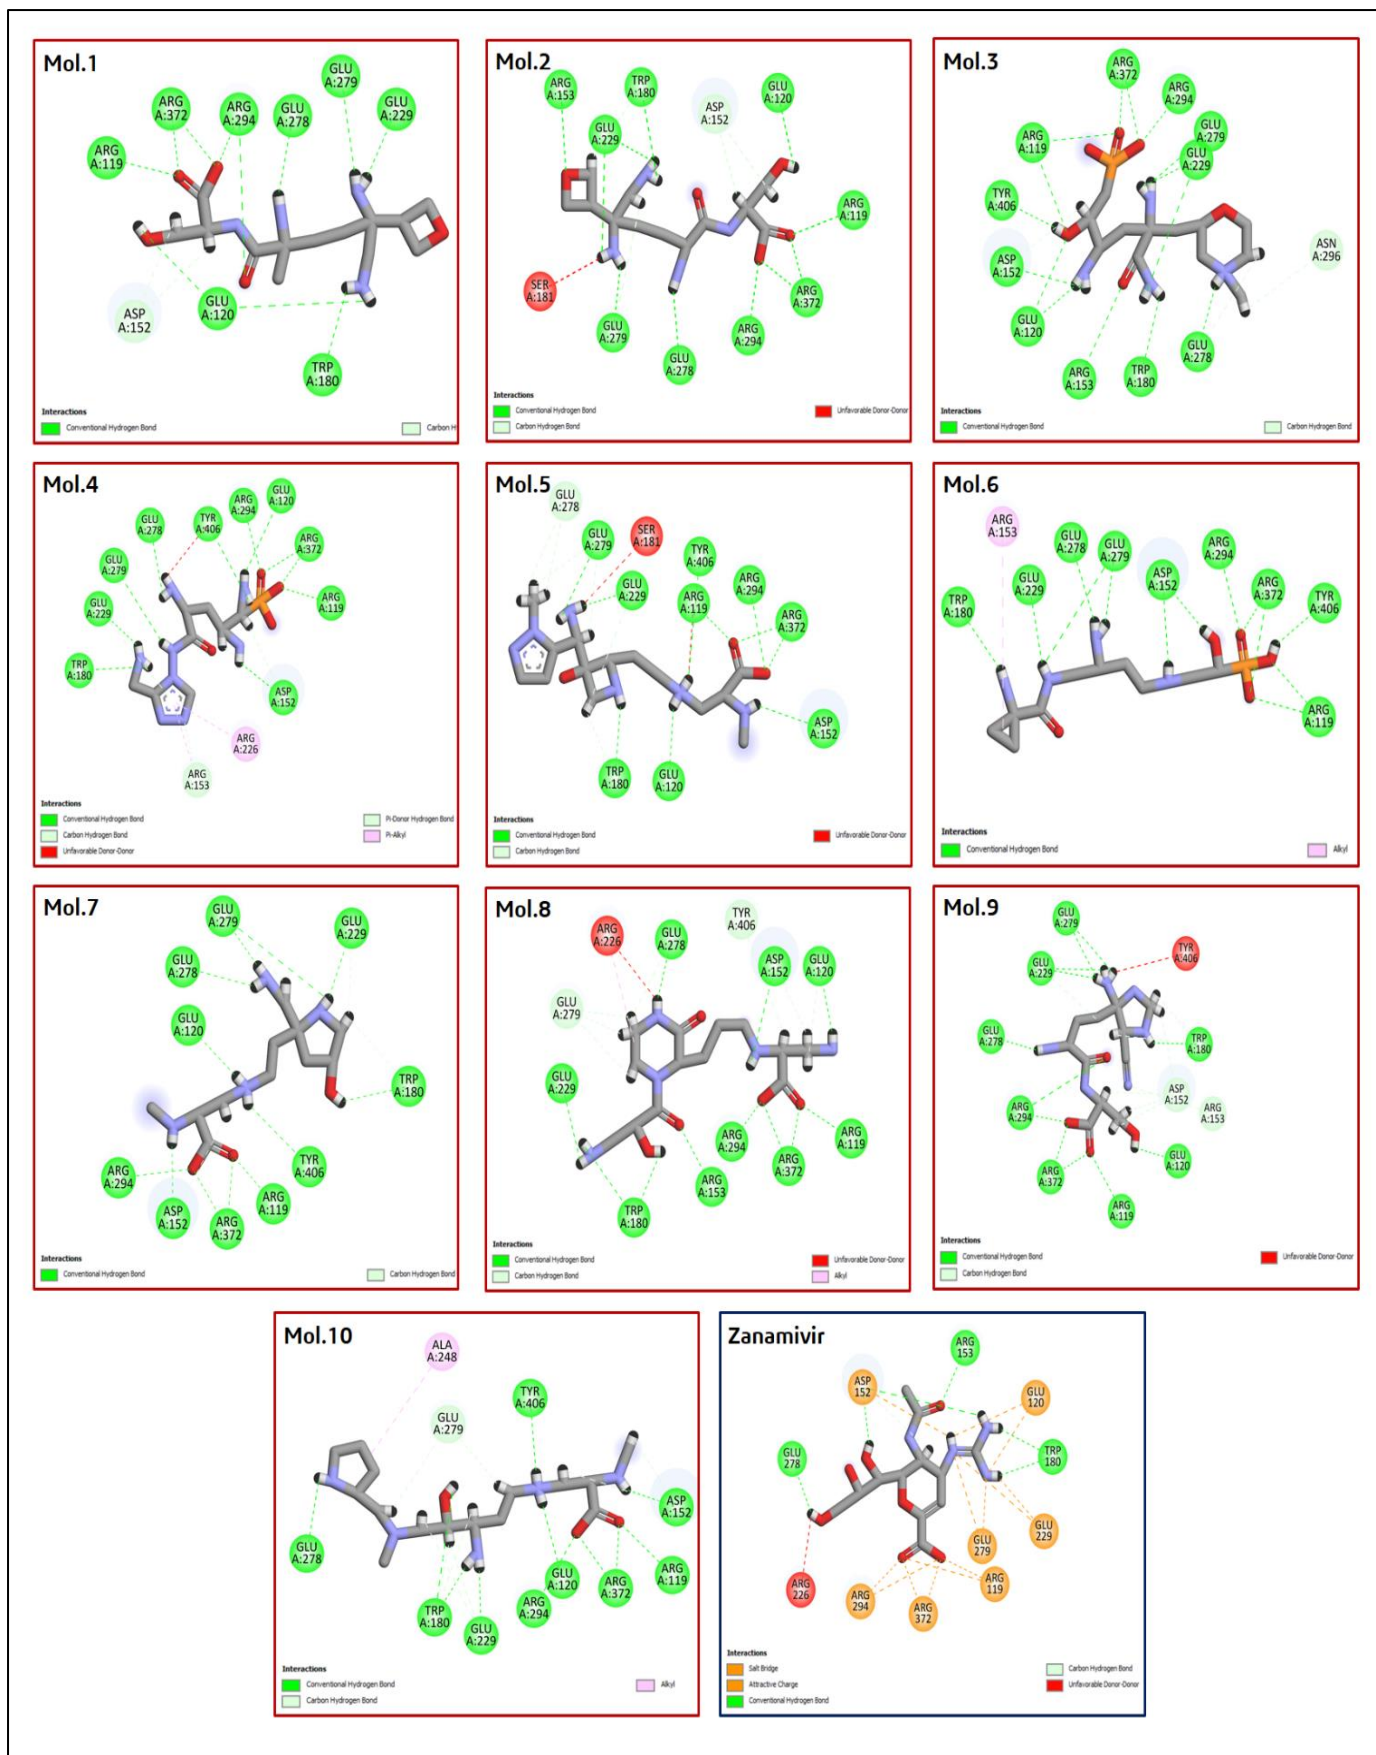 Mol.1
GLU
A:279
ARG
A:372
ARG
A:294
GLU
A:278
GLU
A:229
ARG
A:119
ASP
A:152
GLU
A:120
TRP
A:180
Interactions
Conventional Hydrogen Bond
Carbon H
Mol.2
ARG
A:153
TRP
A:180
GLU
A:120
ASP
A:152
GLU
A:229
ARG
A:119
SER
A:181
ARG
A:372
GLU
A:279
ARG
A:294
GLU
A:278
Interactions
Conventional Hydrogen Bond
Unfavorable Donor-Donor
Carbon Hydrogen Bond
Mol.3
ARG
A:372
ARG
A:294
ARG
A:119
GLU
A:279
GLU
A:229
TYR
A:406
ASN
A:296
ASP
A:152
GLU
A:120
GLU
A:278
ARG
A:153
TRP
A:180
Interactions
Conventional Hydrogen Bond
Carbon Hydrogen Bond
Mol.4
GLU
A:120
ARG
A:294
GLU
A:278
TYR
A:406
ARG
A:372
GLU
A:279
ARG
A:119
GLU
A:229
TRP
A:180
ASP
A:152
ARG
A:226
ARG
A:153
Interactions
Conventional Hydrogen Bond
Pi-Donor Hydrogen Bond
Carbon Hydrogen Bond
Pi-Alkyl
Unfavorable Donor-Donor
Mol.5
GLU
A:278
GLU
A:279
SER
A:181
TYR
A:406
GLU
A:229
ARG
A:119
ARG
A:294
ARG
A:372
ASP
A:152
TRP
A:180
GLU
A:120
Interactions
Conventional Hydrogen Bond
Unfavorable Donor-Donor
Carbon Hydrogen Bond
Mol.6
ARG
A:153
GLU
A:278
GLU
A:279
ARG
A:294
ASP
A:152
GLU
A:229
ARG
A:372
TYR
A:406
TRP
A:180
ARG
A:119
Interactions
Conventional Hydrogen Bond
Alkyl
Mol.7
GLU
A:279
GLU
A:229
GLU
A:278
GLU
A:120
TRP
A:180
TYR
A:406
ARG
A:294
ARG
A:119
ASP
A:152
ARG
A:372
Interactions
Conventional Hydrogen Bond
Carbon Hydrogen Bond
Mol.8
TYR
A:406
ARG
A:226
GLU
A:278
ASP
A:152
GLU
A:120
GLU
A:279
GLU
A:229
ARG
A:294
ARG
A:119
ARG
A:372
ARG
A:153
TRP
A:180
Interactions
Conventional Hydrogen Bond
Unfavorable Donor-Donor
Carbon Hydrogen Bond
Alkyl
Mol.9
GLU
A:279
TYR
A:406
GLU
A:229
GLU
A:278
TRP
A:180
ASP
A:152
ARG
A:153
ARG
A:294
GLU
A:120
ARG
A:372
ARG
A:119
Interactions
Conventional Hydrogen Bond
Unfavorable Donor-Donor
Carbon Hydrogen Bond
Mol.10
ALA
A:248
TYR
A:406
GLU
A:279
ASP
A:152
GLU
A:278
GLU
A:120
ARG
A:372
ARG
A:119
ARG
A:294
TRP
A:180
GLU
A:229
Interactions
Conventional Hydrogen Bond
Alkyl
Carbon Hydrogen Bond
Zanamivir
ARG
A:153
ASP
A:152
GLU
A:120
GLU
A:278
TRP
A:180
GLU
A:229
GLU
A:279
ARG
A:226
ARG
A:119
ARG
A:294
ARG
A:372
Interactions
Salt Bridge
Carbon Hydrogen Bond
Attractive Charge
Unfavorable Donor-Donor
Conventional Hydrogen Bond